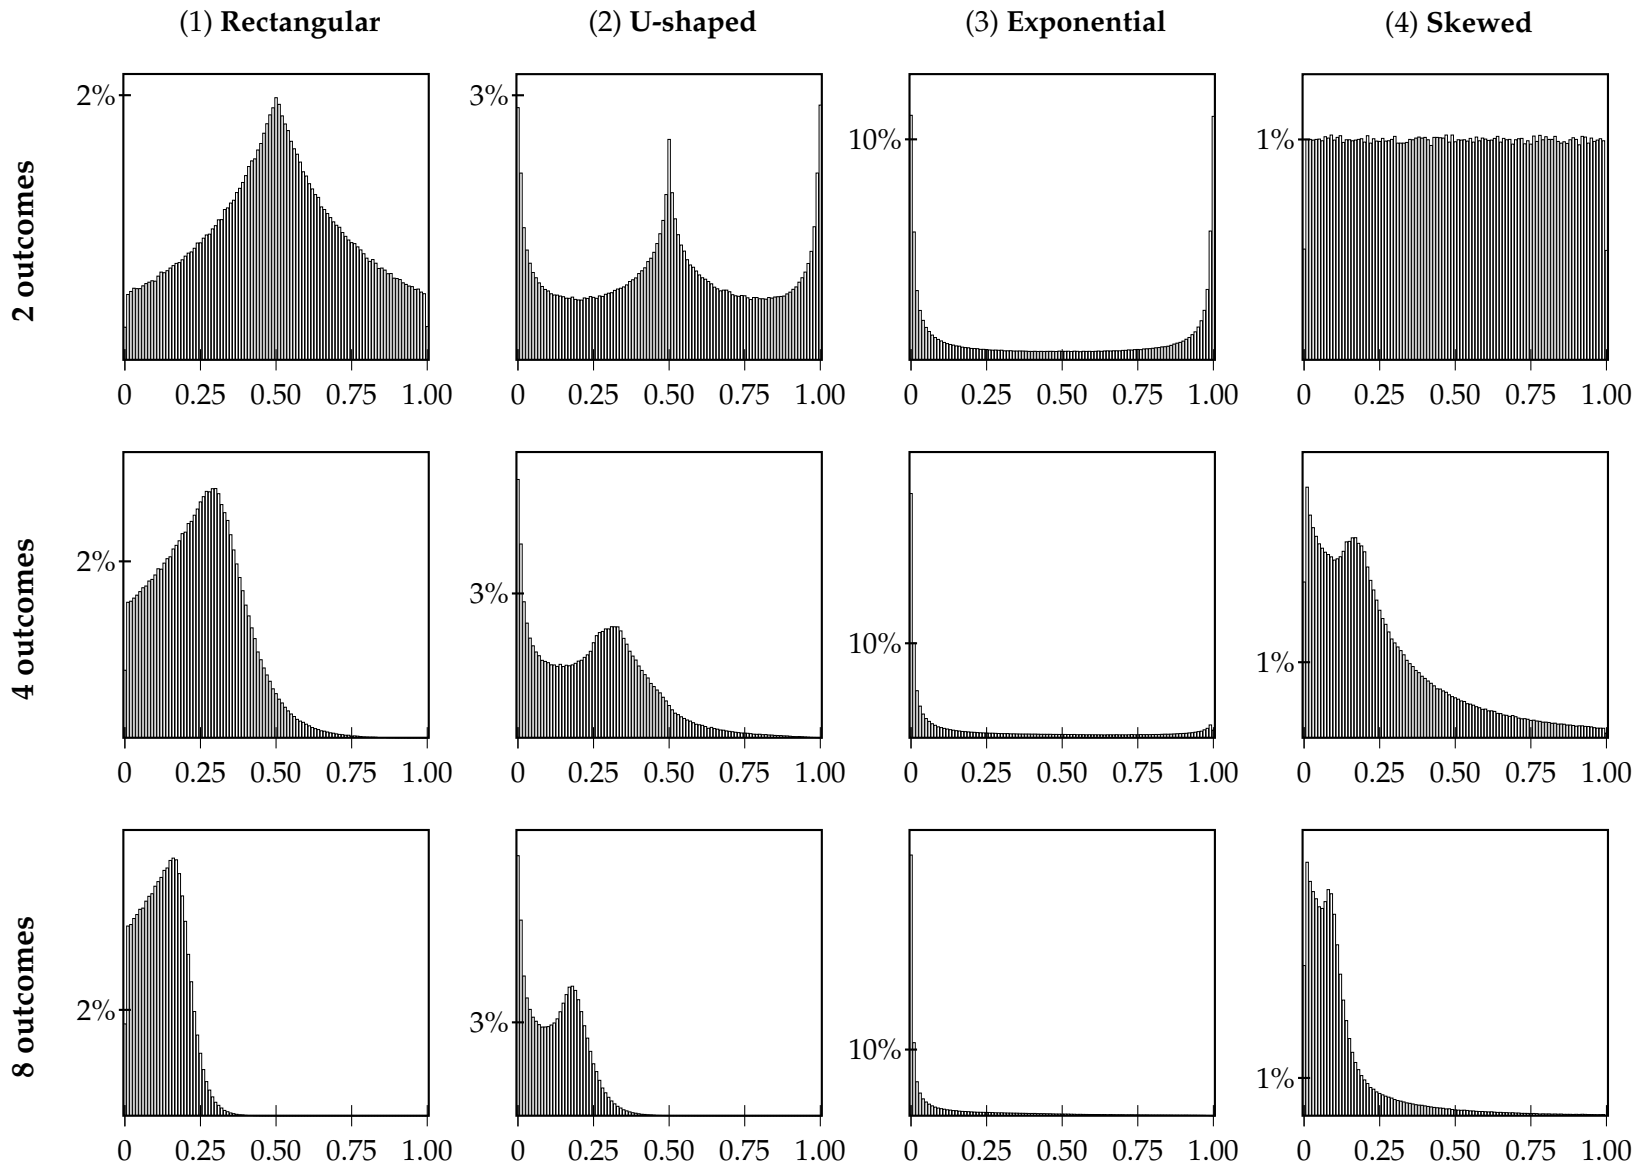 (1) Rectangular (2) U-shaped (3) Exponential (4) Skewed
2 outcomes
2% 3% 10% 1%
0 0.25 0.50 0.75 1.00 0 0.25 0.50 0.75 1.00 0 0.25 0.50 0.75 1.00 0 0.25 0.50 0.75 1.00
4 outcomes
2% 3% 10% 1%
0 0.25 0.50 0.75 1.00 0 0.25 0.50 0.75 1.00 0 0.25 0.50 0.75 1.00 0 0.25 0.50 0.75 1.00
8 outcomes
2% 3% 10% 1%
0 0.25 0.50 0.75 1.00 0 0.25 0.50 0.75 1.00 0 0.25 0.50 0.75 1.00 0 0.25 0.50 0.75 1.00